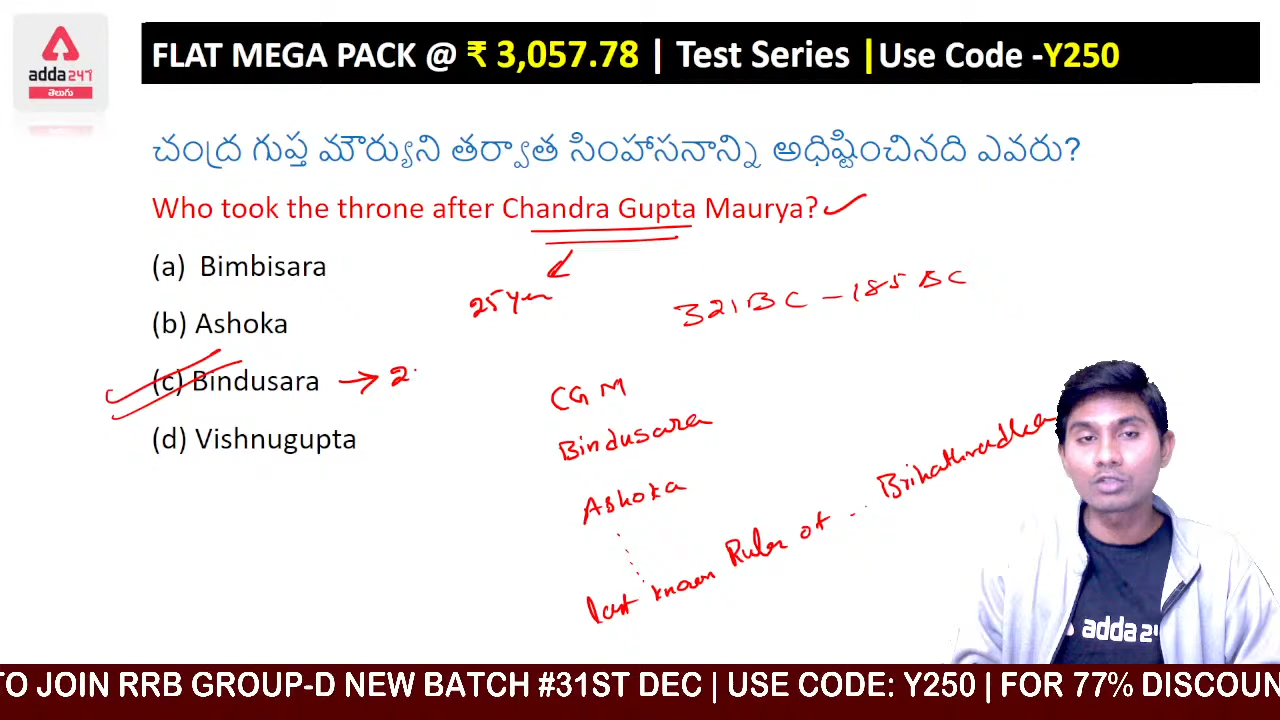 FLAT MEGA PACK @ ₹ 3,057.78 | Test Series | Use Code -Y250
adda247
తెలుగు
చంద్ర గుప్త మౌర్యుని తర్వాత సింహాసనాన్ని అధిష్టించినది ఎవరు?
Who took the throne after Chandra Gupta Maurya?
(a) Bimbisara
25 Year
321 BC - 185 BC
(b) Ashoka
(c) Bindusara → 2
CGM
Bindusara
(d) Vishnugupta
Ashoka
last known Ruler of .. Brihathradha
adda247
TO JOIN RRB GROUP-D NEW BATCH #31ST DEC | USE CODE: Y250 | FOR 77% DISCOUN